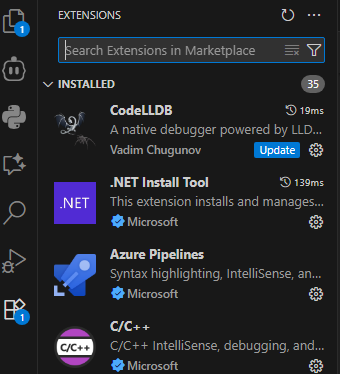 EXTENSIONS
1
Search Extensions in Marketplace
INSTALLED 35
CodeLLDB 19ms
A native debugger powered by LLD...
Vadim Chugunov Update
.NET
.NET Install Tool 139ms
This extension installs and manages...
Microsoft
Azure Pipelines
Syntax highlighting, IntelliSense, an...
Microsoft
1
C/C++
C/C++
C/C++ IntelliSense, debugging, and...
Microsoft